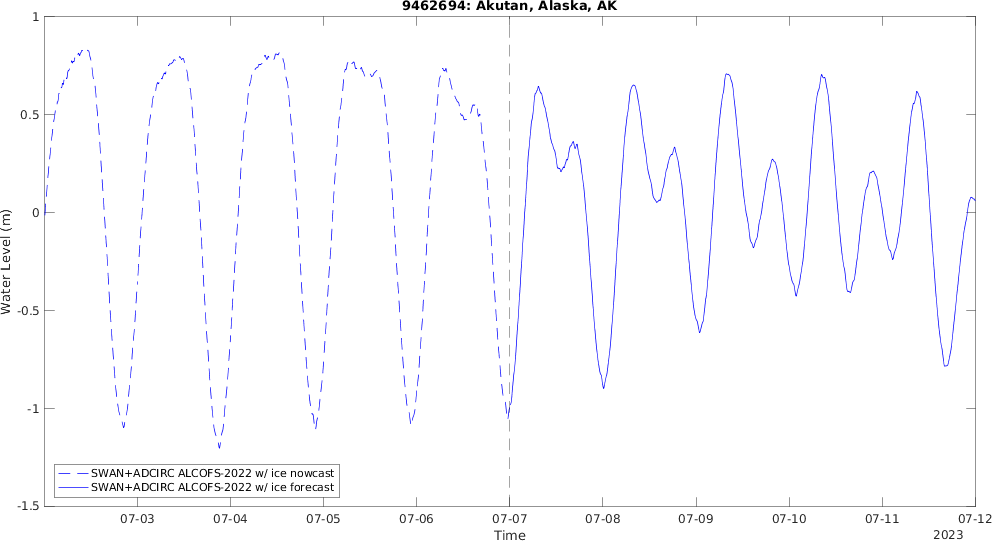 9462694: Akutan, Alaska, AK
Water Level (m)
1
0.5
0
-0.5
-1
-1.5
SWAN+ADCIRC ALCOFS-2022 w/ ice nowcast
SWAN+ADCIRC ALCOFS-2022 w/ ice forecast
07-03 07-04 07-05 07-06 07-07 07-08 07-09 07-10 07-11 07-12
Time
2023